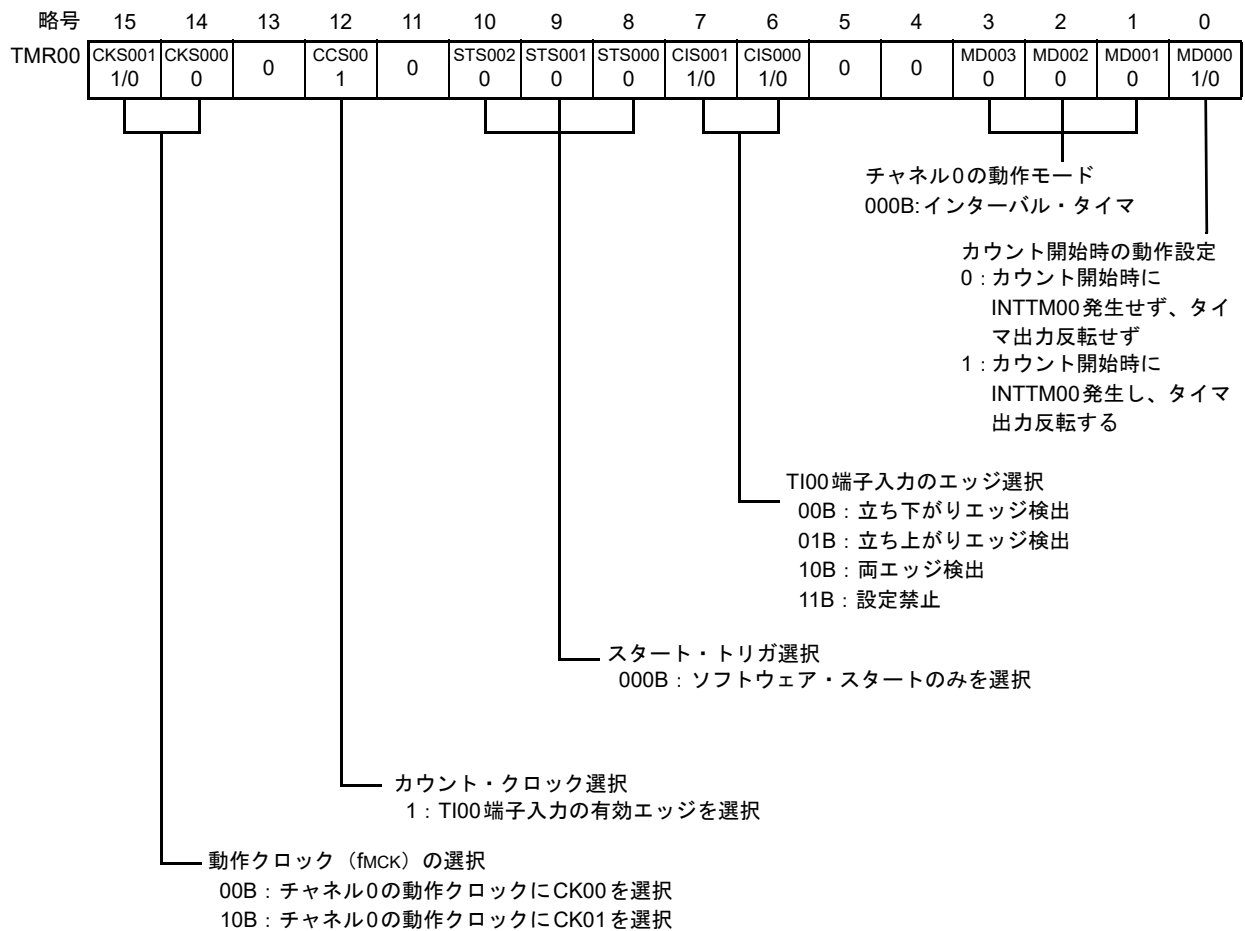 略号 15 14 13 12 11 10 9 8 7 6 5 4 3 2 1 0
TMR00 CKS001 CKS000 0 CCS00 0 STS002 STS001 STS000 CIS001 CIS000 0 0 MD003 MD002 MD001 MD000
1/0 0 1 0 0 0 1/0 1/0 0 0 0 1/0
チャネル0の動作モード
000B:インターバル・タイマ
カウント開始時の動作設定
0：カウント開始時に
INTTM00発生せず、タイ
マ出力反転せず
1：カウント開始時に
INTTM00発生し、タイマ
出力反転する
TI00端子入力のエッジ選択
00B：立ち下がりエッジ検出
01B：立ち上がりエッジ検出
10B：両エッジ検出
11B：設定禁止
スタート・トリガ選択
000B：ソフトウェア・スタートのみを選択
カウント・クロック選択
1：TI00端子入力の有効エッジを選択
動作クロック（fMCK）の選択
00B：チャネル0の動作クロックにCK00を選択
10B：チャネル0の動作クロックにCK01を選択